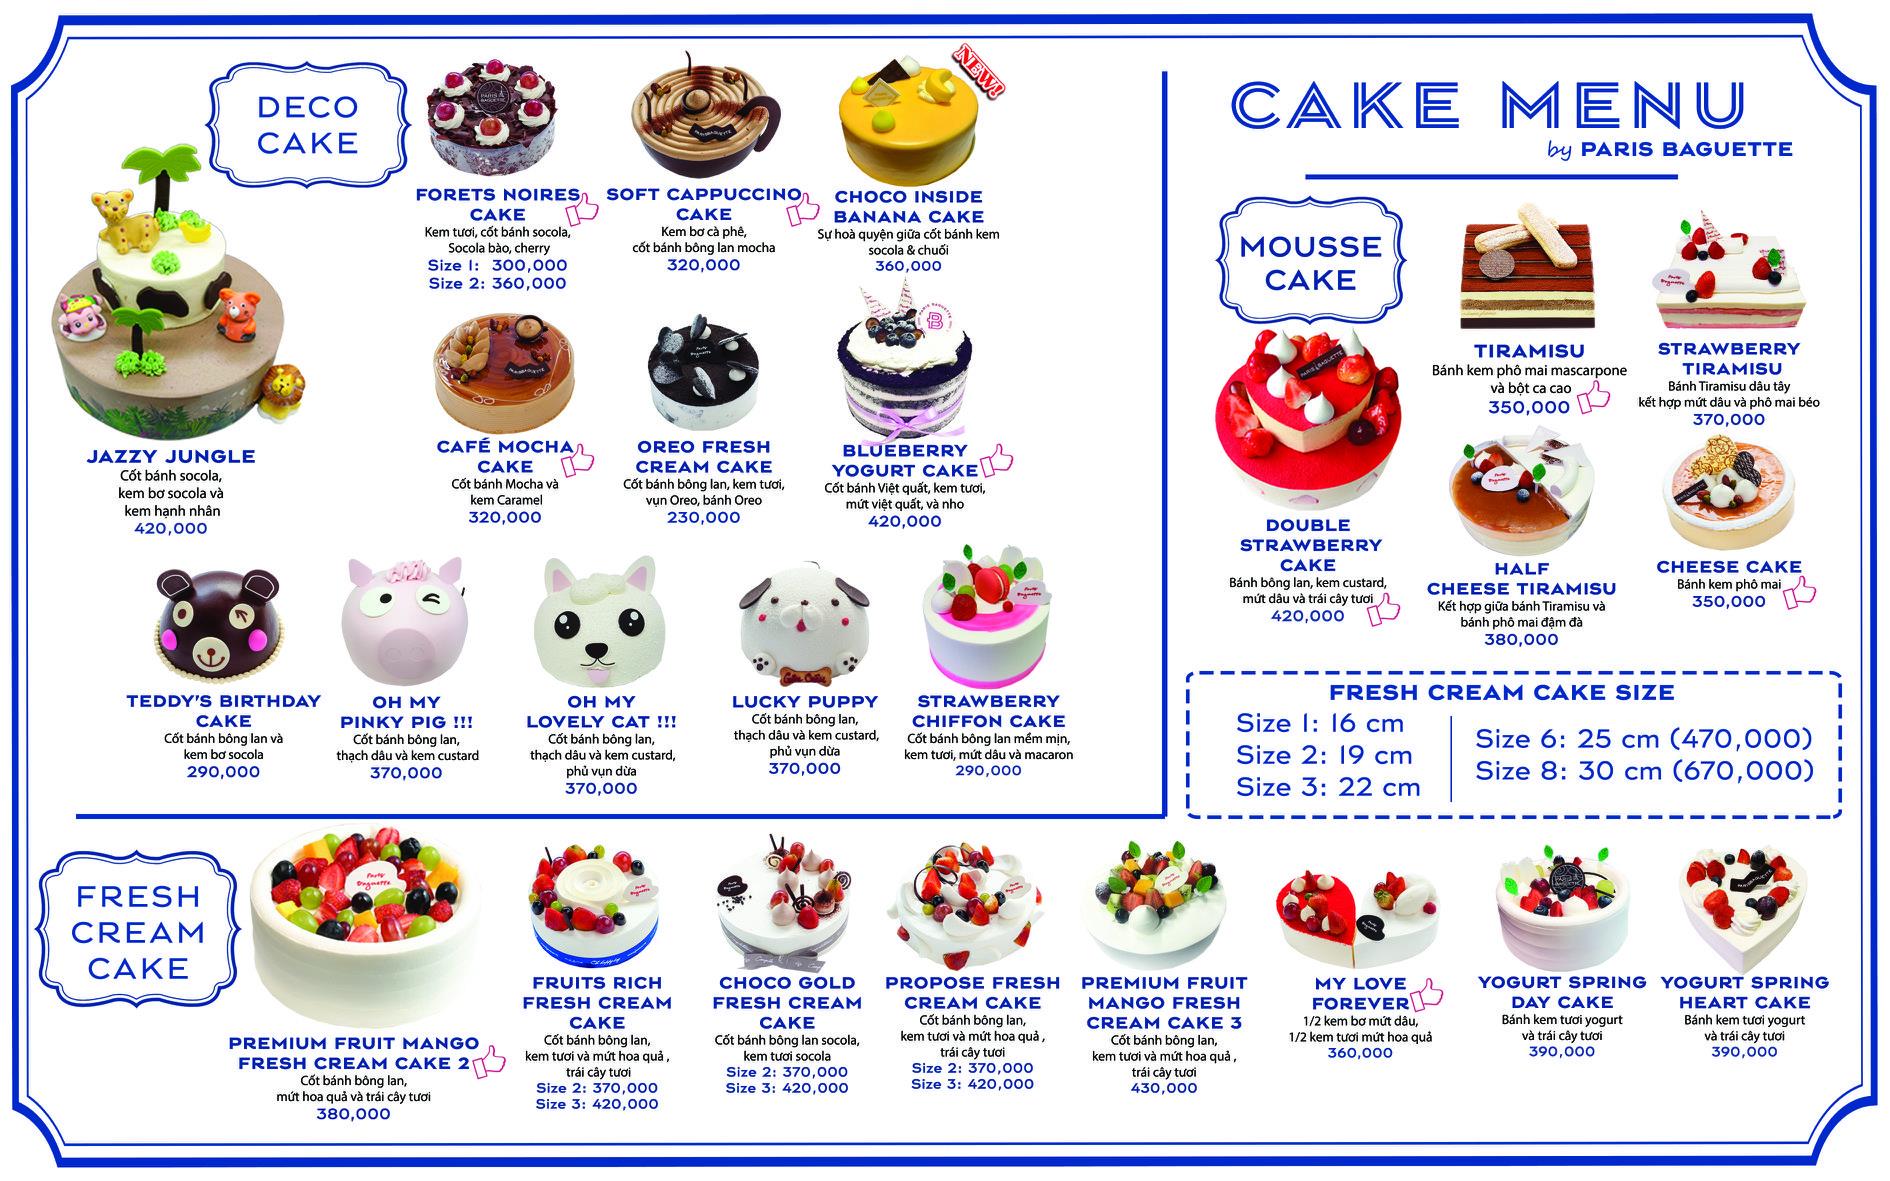 DECO
CAKE
FORETS NOIRES
CAKE
Kem tươi, cốt bánh socola,
Socola bào, cherry
Size 1: 300,000
Size 2: 360,000
SOFT CAPPUCCINO
CAKE
Kem bơ cà phê,
cốt bánh bông lan mocha
320,000
NEW!
CHOCO INSIDE
BANANA CAKE
Sự hoà quyện giữa cốt bánh kem
socola & chuối
360,000
JAZZY JUNGLE
Cốt bánh socola,
kem bơ socola và
kem hạnh nhân
420,000
CAFÉ MOCHA
CAKE
Cốt bánh Mocha và
kem Caramel
320,000
OREO FRESH
CREAM CAKE
Cốt bánh bông lan, kem tươi,
vụn Oreo, bánh Oreo
230,000
BLUEBERRY
YOGURT CAKE
Cốt bánh Việt quất, kem tươi,
mứt việt quất, và nho
420,000
TEDDY'S BIRTHDAY
CAKE
Cốt bánh bông lan và
kem bơ socola
290,000
OH MY
PINKY PIG !!!
Cốt bánh bông lan,
thạch dâu và kem custard
370,000
OH MY
LOVELY CAT !!!
Cốt bánh bông lan,
thạch dâu và kem custard,
phủ vụn dừa
370,000
LUCKY PUPPY
Cốt bánh bông lan,
thạch dâu và kem custard,
phủ vụn dừa
370,000
STRAWBERRY
CHIFFON CAKE
Cốt bánh bông lan mềm mịn,
kem tươi, mứt dâu và macaron
290,000
CAKE MENU
by PARIS BAGUETTE
MOUSSE
CAKE
TIRAMISU
Bánh kem phô mai mascarpone
và bột ca cao
350,000
STRAWBERRY
TIRAMISU
Bánh Tiramisu dâu tây
kết hợp mứt dâu và phô mai béo
370,000
DOUBLE
STRAWBERRY
CAKE
Bánh bông lan, kem custard,
mứt dâu và trái cây tươi
420,000
HALF
CHEESE TIRAMISU
Kết hợp giữa bánh Tiramisu và
bánh phô mai đậm đà
380,000
CHEESE CAKE
Bánh kem phô mai
350,000
FRESH CREAM CAKE SIZE
Size 1: 16 cm
Size 2: 19 cm
Size 3: 22 cm
Size 6: 25 cm (470,000)
Size 8: 30 cm (670,000)
FRESH
CREAM
CAKE
PREMIUM FRUIT MANGO
FRESH CREAM CAKE 2
Cốt bánh bông lan,
mứt hoa quả và trái cây tươi
380,000
FRUITS RICH
FRESH CREAM
CAKE
Cốt bánh bông lan,
kem tươi và mứt hoa quả ,
trái cây tươi
Size 2: 370,000
Size 3: 420,000
CHOCO GOLD
FRESH CREAM
CAKE
Cốt bánh bông lan socola,
kem tươi socola
Size 2: 370,000
Size 3: 420,000
PROPOSE FRESH
CREAM CAKE
Cốt bánh bông lan,
kem tươi và mứt hoa quả ,
trái cây tươi
Size 2: 370,000
Size 3: 420,000
PREMIUM FRUIT
MANGO FRESH
CREAM CAKE 3
Cốt bánh bông lan,
kem tươi và mứt hoa quả ,
trái cây tươi
430,000
MY LOVE
FOREVER
1/2 kem bơ mứt dâu,
1/2 kem tươi mứt hoa quả
360,000
YOGURT SPRING
DAY CAKE
Bánh kem tươi yogurt
và trái cây tươi
390,000
YOGURT SPRING
HEART CAKE
Bánh kem tươi yogurt
và trái cây tươi
390,000